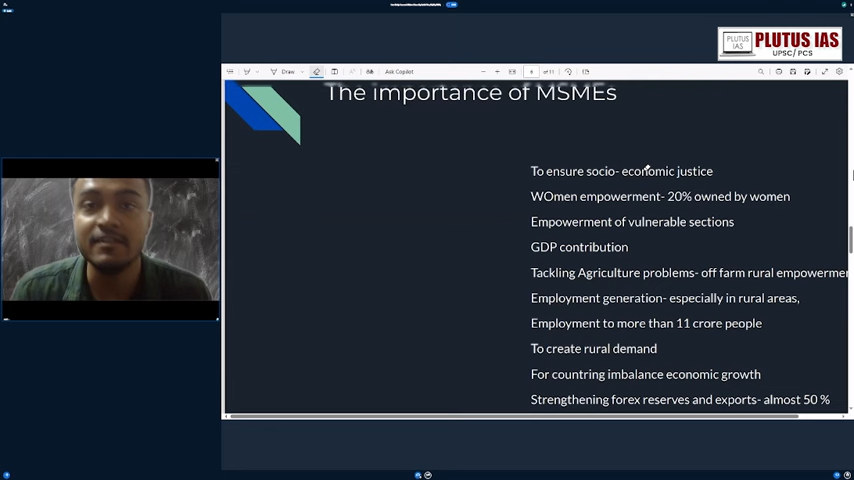 PLUTUS IAS
UPSC/ PCS
PLUTUS
IAS
Draw
Ask Copilot
6 of 11
The importance of MSMEs
To ensure socio- economic justice
WOmen empowerment- 20% owned by women
Empowerment of vulnerable sections
GDP contribution
Tackling Agriculture problems- off farm rural empowermen
Employment generation- especially in rural areas,
Employment to more than 11 crore people
To create rural demand
For countring imbalance economic growth
Strengthening forex reserves and exports- almost 50 %